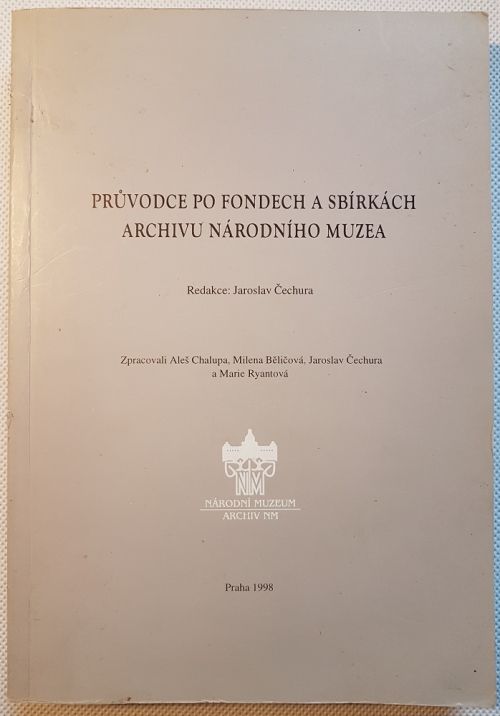 PRŮVODCE PO FONDECH A SBÍRKÁCH
ARCHIVU NÁRODNÍHO MUZEA
Redakce: Jaroslav Čechura
Zpracovali Aleš Chalupa, Milena Běličová, Jaroslav Čechura
a Marie Ryantová
NM
NÁRODNÍ MUZEUM
ARCHIV NM
Praha 1998